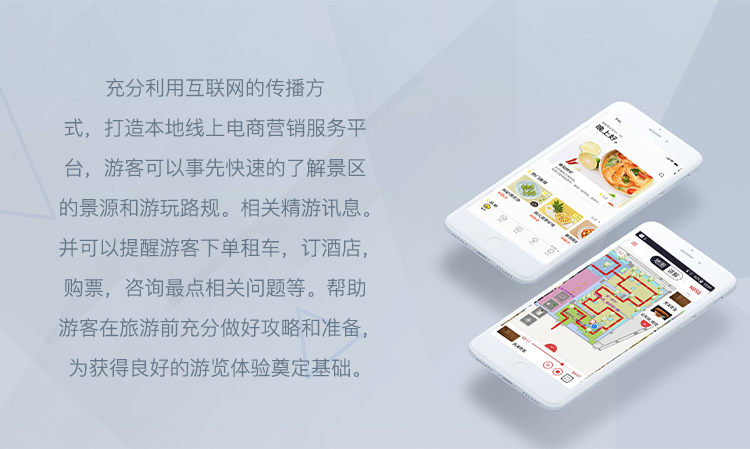 充分利用互联网的传播方
式，打造本地线上电商营销服务平
台，游客可以事先快速的了解景区
的景源和游玩路规。相关精游讯息。
并可以提醒游客下单租车，订酒店，
购票，咨询最点相关问题等。帮助
游客在旅游前充分做好攻略和准备，
为获得良好的游览体验奠定基础。
晚上好。